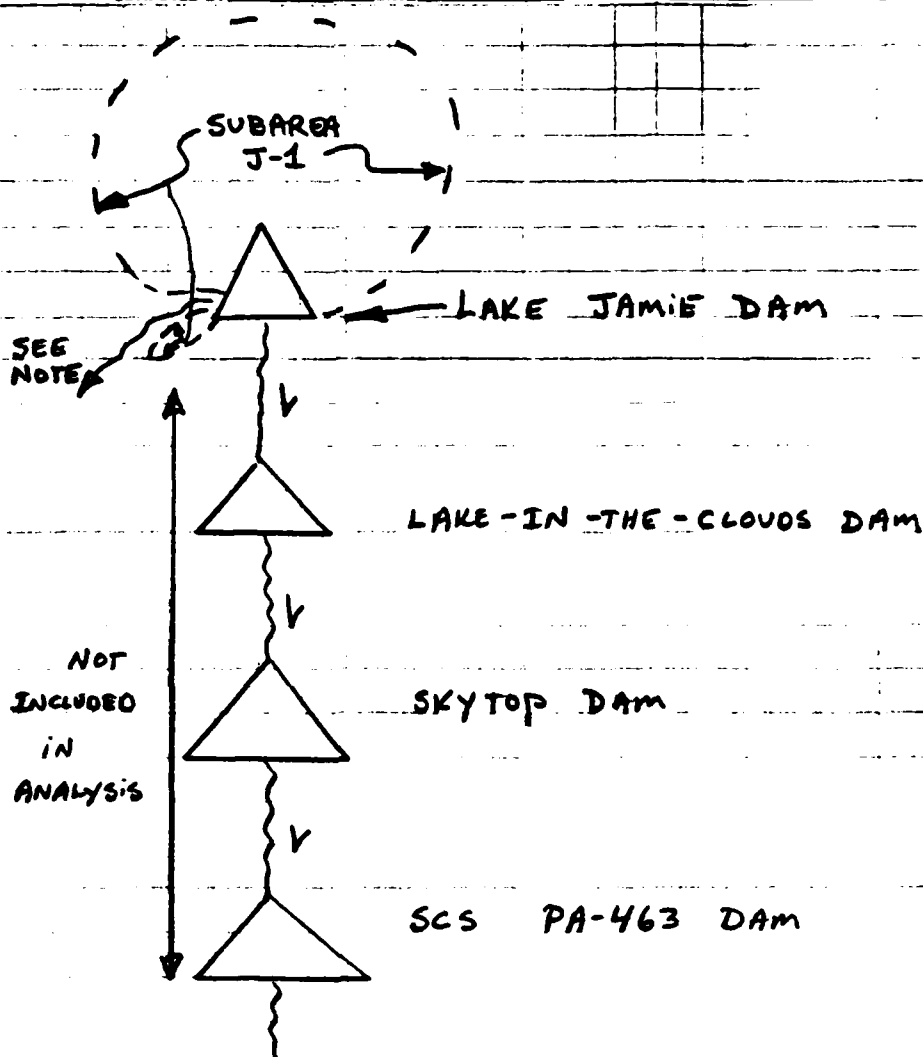 SUBAREA
J-1
LAKE JAMIE DAM
SEE
NOTE
LAKE-IN-THE-CLOUDS DAM
NOT
INCLUDED
IN
ANALYSIS
SKYTOP DAM
SCS PA-463 DAM